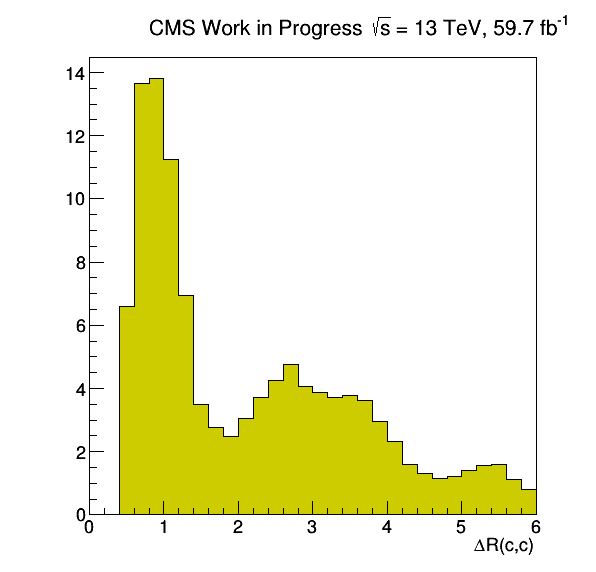 CMS Work in Progress √s = 13 TeV, 59.7 fb⁻¹
14
12
10
8
6
4
2
0
0 1 2 3 4 5 6
ΔR(c,c)